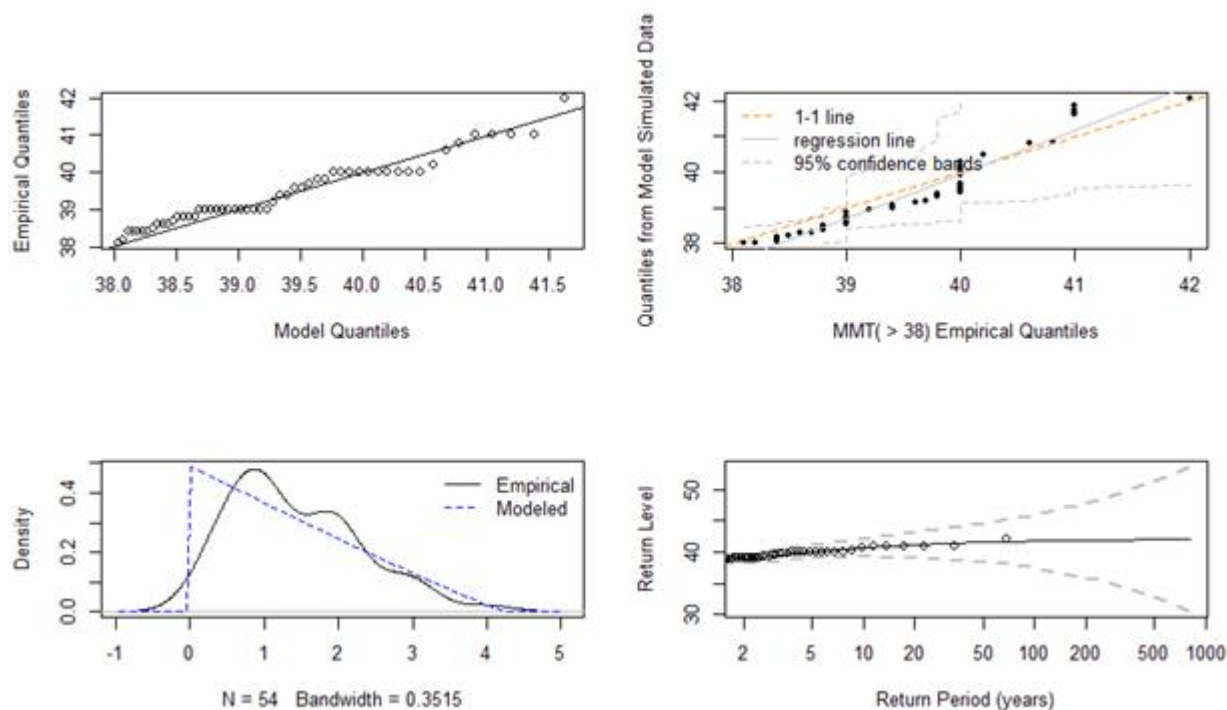 Empirical Quantiles
42
41
40
39
38
38.0 38.5 39.0 39.5 40.0 40.5 41.0 41.5
Model Quantiles
Quantiles from Model Simulated Data
42
40
38
1-1 line
regression line
95% confidence bands
38 39 40 41 42
MMT( > 38) Empirical Quantiles
Density
0.4
0.2
0.0
Empirical
Modeled
-1 0 1 2 3 4 5
N = 54 Bandwidth = 0.3515
Return Level
50
40
30
2 5 10 20 50 100 200 500 1000
Return Period (years)